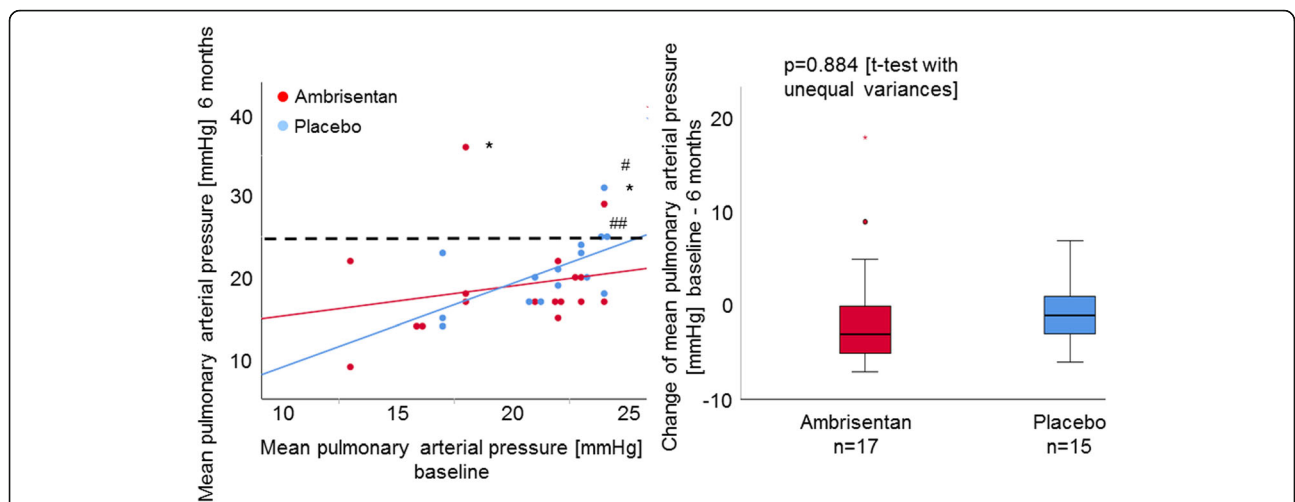 Mean pulmonary arterial pressure [mmHg] 6 months
40
30
20
10
Ambrisentan
Placebo
*
#
*
##
10 15 20 25
Mean pulmonary arterial pressure [mmHg]
baseline
Change of mean pulmonary arterial pressure
[mmHg] baseline - 6 months
p=0.884 [t-test with
unequal variances]
20
10
0
-10
*
Ambrisentan
n=17
Placebo
n=15